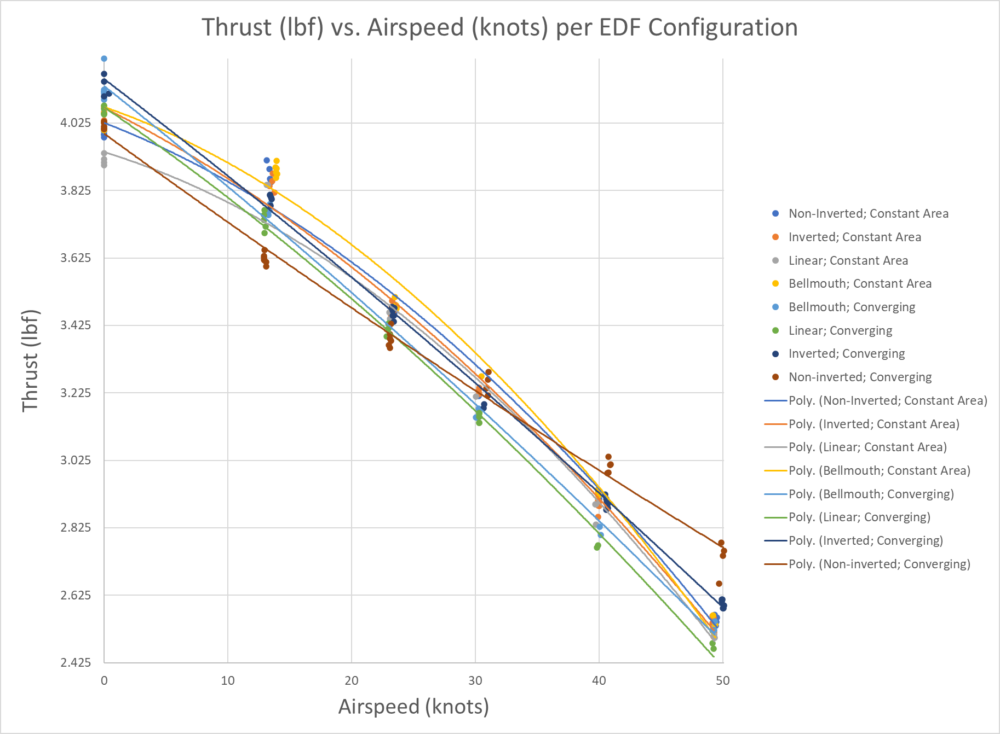 Thrust (lbf) vs. Airspeed (knots) per EDF Configuration
Thrust (lbf)
4.025
3.825
3.625
3.425
3.225
3.025
2.825
2.625
2.425
0 10 20 30 40 50
Airspeed (knots)
Non-Inverted; Constant Area
Inverted; Constant Area
Linear; Constant Area
Bellmouth; Constant Area
Bellmouth; Converging
Linear; Converging
Inverted; Converging
Non-inverted; Converging
Poly. (Non-Inverted; Constant Area)
Poly. (Inverted; Constant Area)
Poly. (Linear; Constant Area)
Poly. (Bellmouth; Constant Area)
Poly. (Bellmouth; Converging)
Poly. (Linear; Converging)
Poly. (Inverted; Converging)
Poly. (Non-inverted; Converging)